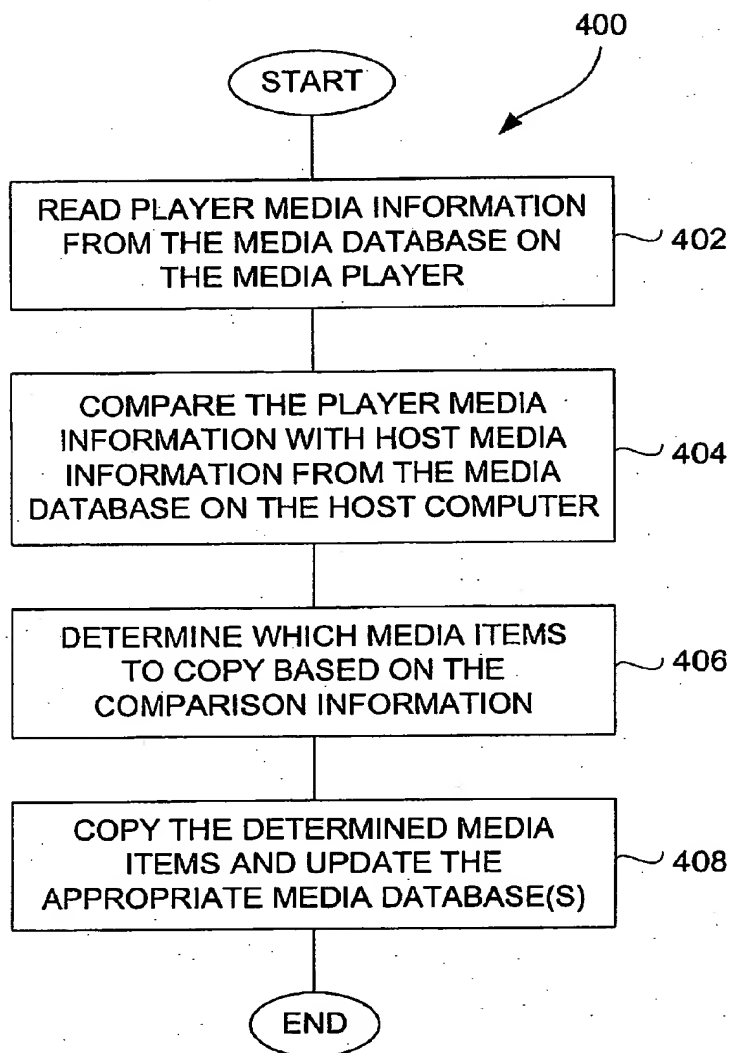 400
START
READ PLAYER MEDIA INFORMATION
FROM THE MEDIA DATABASE ON
THE MEDIA PLAYER
402
COMPARE THE PLAYER MEDIA
INFORMATION WITH HOST MEDIA
INFORMATION FROM THE MEDIA
DATABASE ON THE HOST COMPUTER
404
DETERMINE WHICH MEDIA ITEMS
TO COPY BASED ON THE
COMPARISON INFORMATION
406
COPY THE DETERMINED MEDIA
ITEMS AND UPDATE THE
APPROPRIATE MEDIA DATABASE(S)
408
END